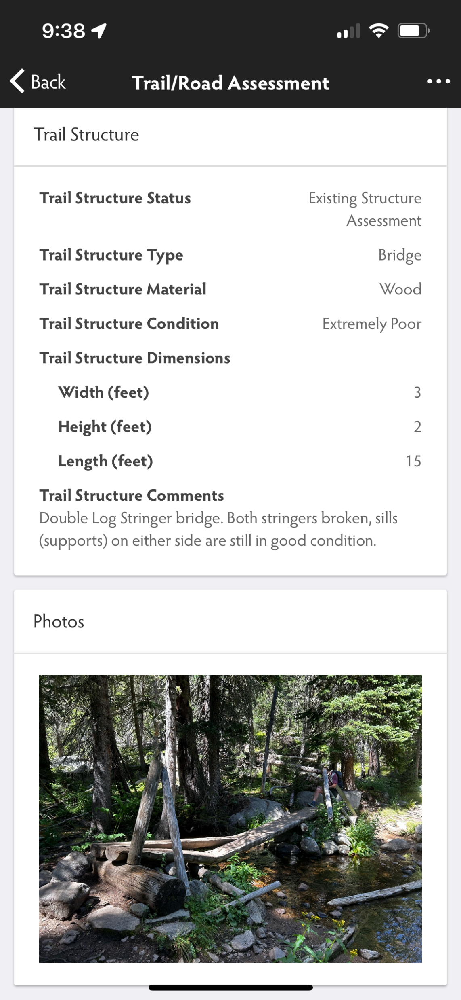 9:38
Back
Trail/Road Assessment
Trail Structure
Trail Structure Status
Existing Structure
Assessment
Trail Structure Type
Bridge
Trail Structure Material
Wood
Trail Structure Condition
Extremely Poor
Trail Structure Dimensions
Width (feet)
3
Height (feet)
2
Length (feet)
15
Trail Structure Comments
Double Log Stringer bridge. Both stringers broken, sills
(supports) on either side are still in good condition.
Photos